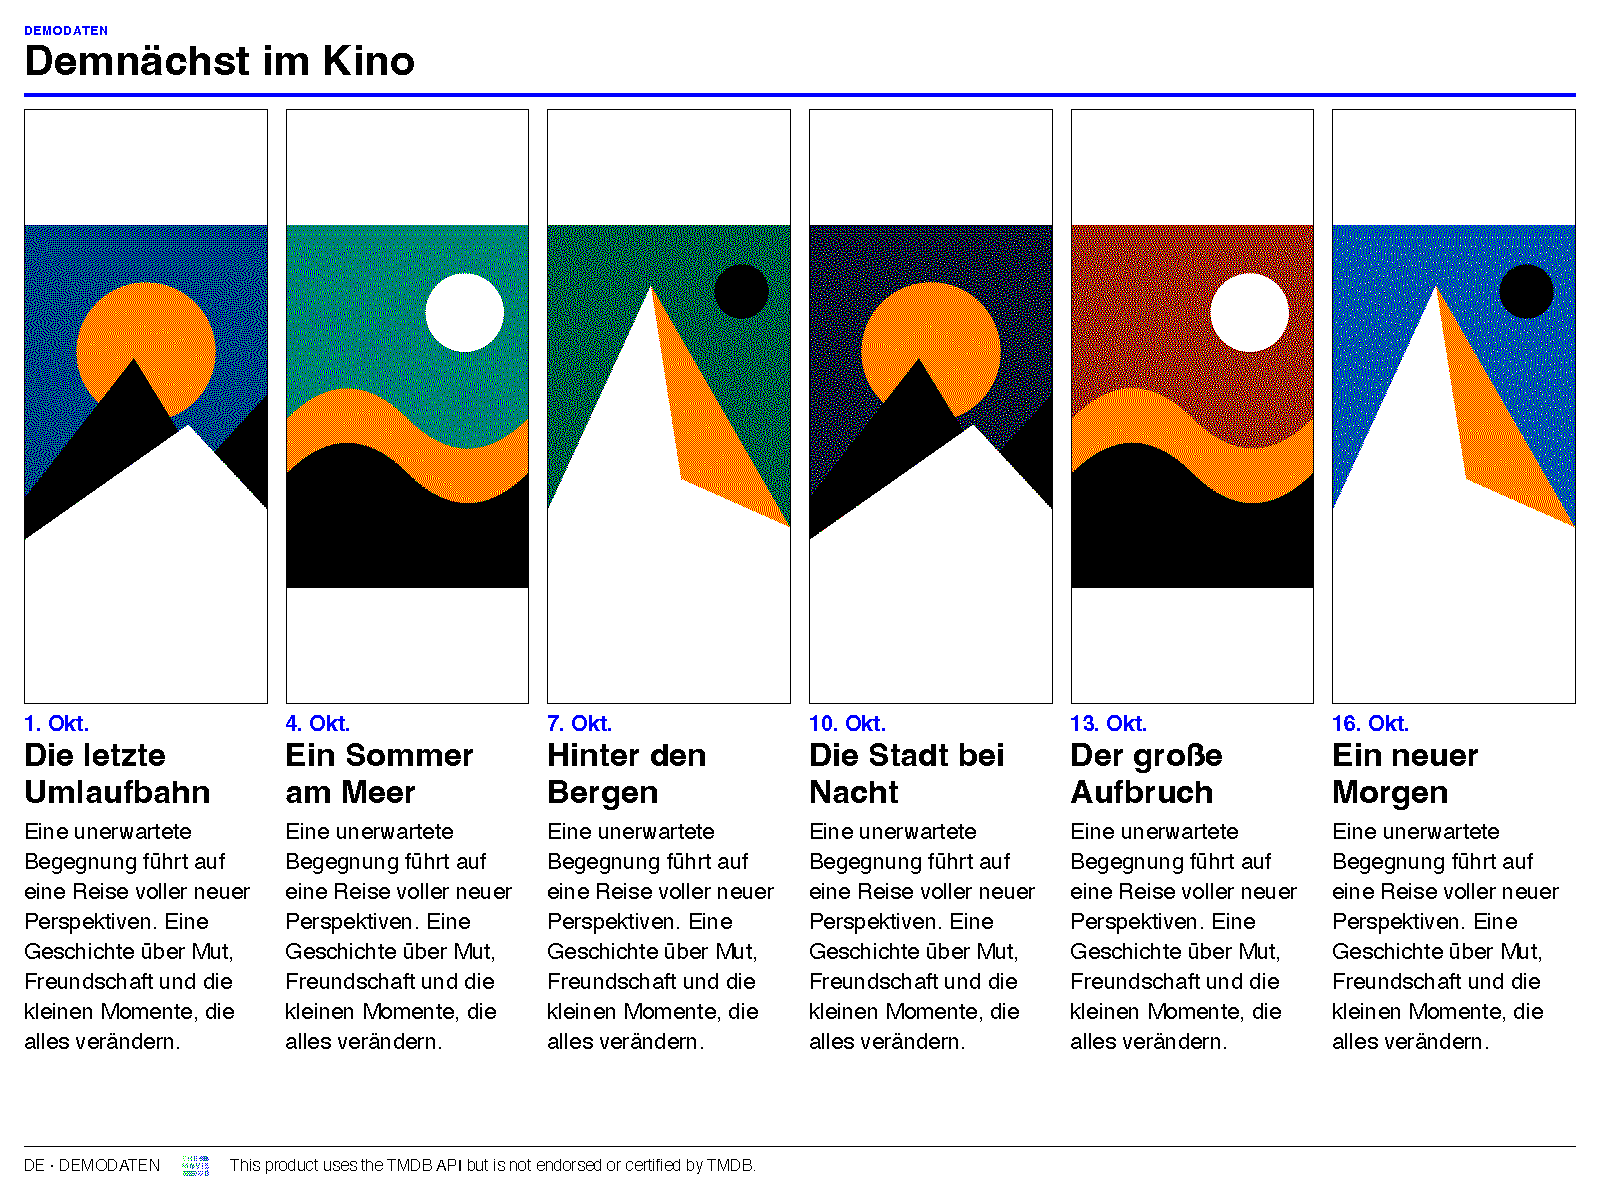 DEMODATEN
Demnächst im Kino
1. Okt.
Die letzte
Umlaufbahn
Eine unerwartete
Begegnung führt auf
eine Reise voller neuer
Perspektiven. Eine
Geschichte über Mut,
Freundschaft und die
kleinen Momente, die
alles verändern.
4. Okt.
Ein Sommer
am Meer
Eine unerwartete
Begegnung führt auf
eine Reise voller neuer
Perspektiven. Eine
Geschichte über Mut,
Freundschaft und die
kleinen Momente, die
alles verändern.
7. Okt.
Hinter den
Bergen
Eine unerwartete
Begegnung führt auf
eine Reise voller neuer
Perspektiven. Eine
Geschichte über Mut,
Freundschaft und die
kleinen Momente, die
alles verändern.
10. Okt.
Die Stadt bei
Nacht
Eine unerwartete
Begegnung führt auf
eine Reise voller neuer
Perspektiven. Eine
Geschichte über Mut,
Freundschaft und die
kleinen Momente, die
alles verändern.
13. Okt.
Der große
Aufbruch
Eine unerwartete
Begegnung führt auf
eine Reise voller neuer
Perspektiven. Eine
Geschichte über Mut,
Freundschaft und die
kleinen Momente, die
alles verändern.
16. Okt.
Ein neuer
Morgen
Eine unerwartete
Begegnung führt auf
eine Reise voller neuer
Perspektiven. Eine
Geschichte über Mut,
Freundschaft und die
kleinen Momente, die
alles verändern.
DE · DEMODATEN
This product uses the TMDB API but is not endorsed or certified by TMDB.